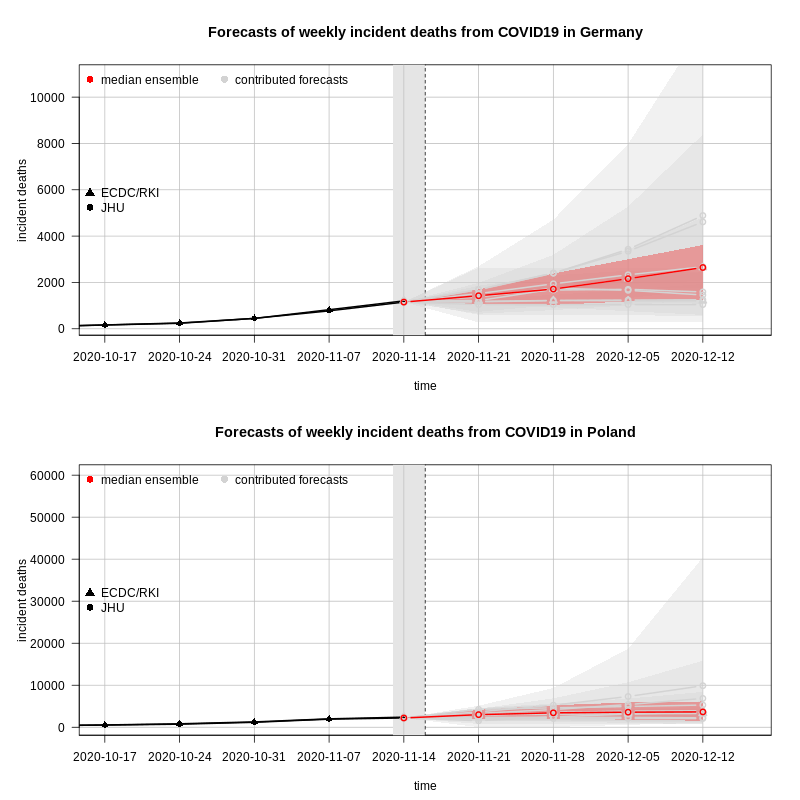 Forecasts of weekly incident deaths from COVID19 in Germany
median ensemble contributed forecasts
10000
8000
6000
4000
2000
0
incident deaths
ECDC/RKI
JHU
2020-10-17 2020-10-24 2020-10-31 2020-11-07 2020-11-14 2020-11-21 2020-11-28 2020-12-05 2020-12-12
time
Forecasts of weekly incident deaths from COVID19 in Poland
median ensemble contributed forecasts
60000
50000
40000
30000
20000
10000
0
incident deaths
ECDC/RKI
JHU
2020-10-17 2020-10-24 2020-10-31 2020-11-07 2020-11-14 2020-11-21 2020-11-28 2020-12-05 2020-12-12
time